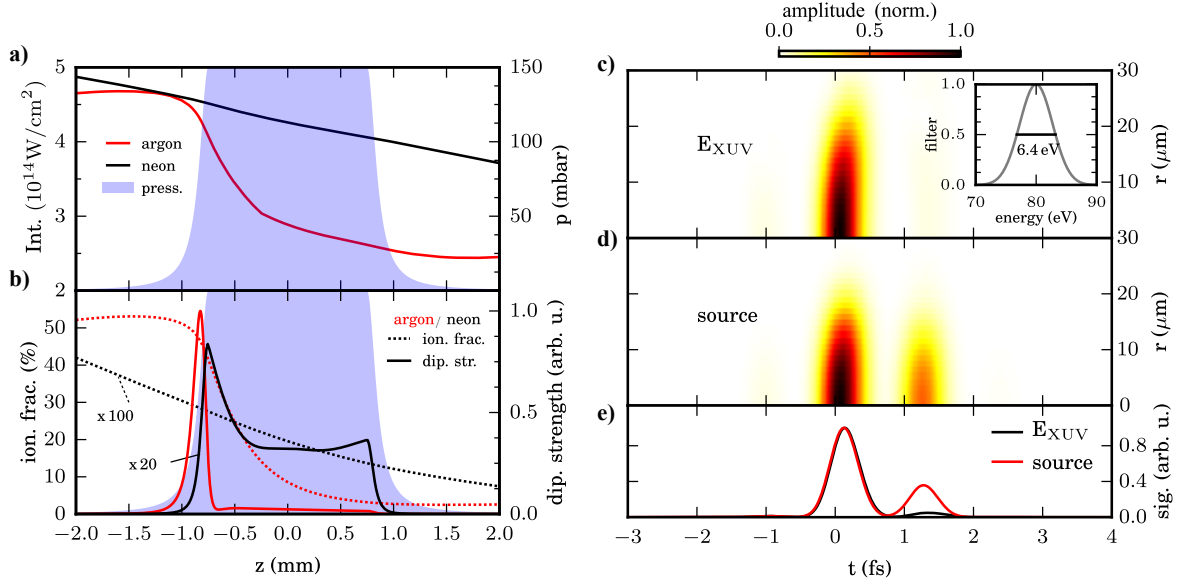 a)
Int. (10¹⁴W/cm²)
5
4
3
2
argon
neon
press.
150
100
50
0
p (mbar)
b)
ion. frac. (%)
50
40
30
20
10
0
x 100
x 20
argon/ neon
ion. frac.
dip. str.
1.0
0.5
0.0
dip. strength (arb. u.)
−2.0 −1.5 −1.0 −0.5 0.0 0.5 1.0 1.5 2.0
z (mm)
amplitude (norm.)
0.0 0.5 1.0
c)
E_XUV
filter
1.0
0.5
0.0
6.4 eV
70 80 90
energy (eV)
30
20
10
r (μm)
d)
source
30
20
10
0
r (μm)
e)
E_XUV
source
0.8
0.4
0.0
sig. (arb. u.)
−3 −2 −1 0 1 2 3 4
t (fs)